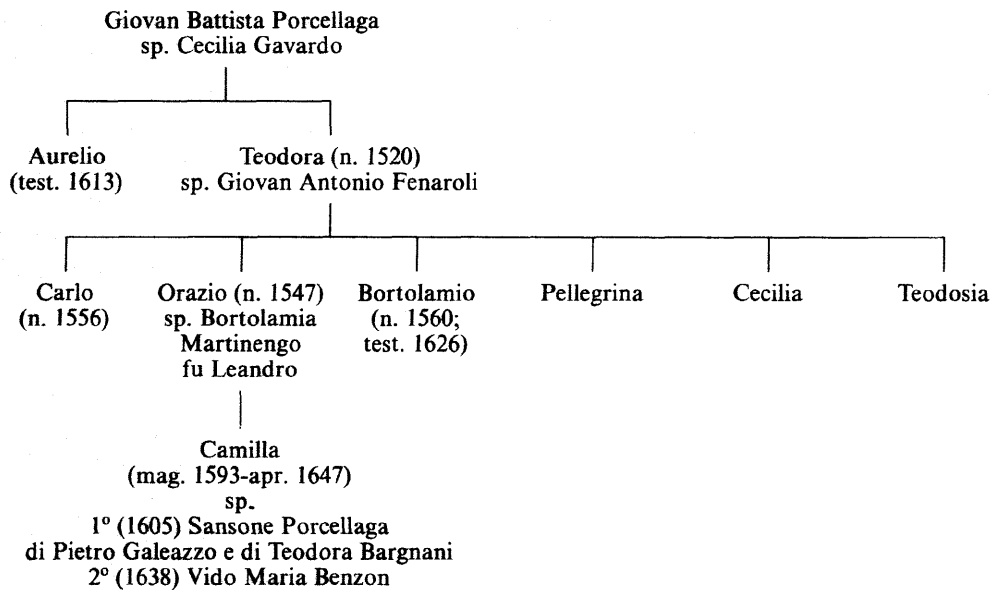 Giovan Battista Porcellaga
sp. Cecilia Gavardo
Aurelio
(test. 1613)
Teodora (n. 1520)
sp. Giovan Antonio Fenaroli
Carlo
(n. 1556)
Orazio (n. 1547)
sp. Bortolamia
Martinengo
fu Leandro
Bortolamio
(n. 1560;
test. 1626)
Pellegrina
Cecilia
Teodosia
Camilla
(mag. 1593-apr. 1647)
sp.
1º (1605) Sansone Porcellaga
di Pietro Galeazzo e di Teodora Bargnani
2º (1638) Vido Maria Benzon